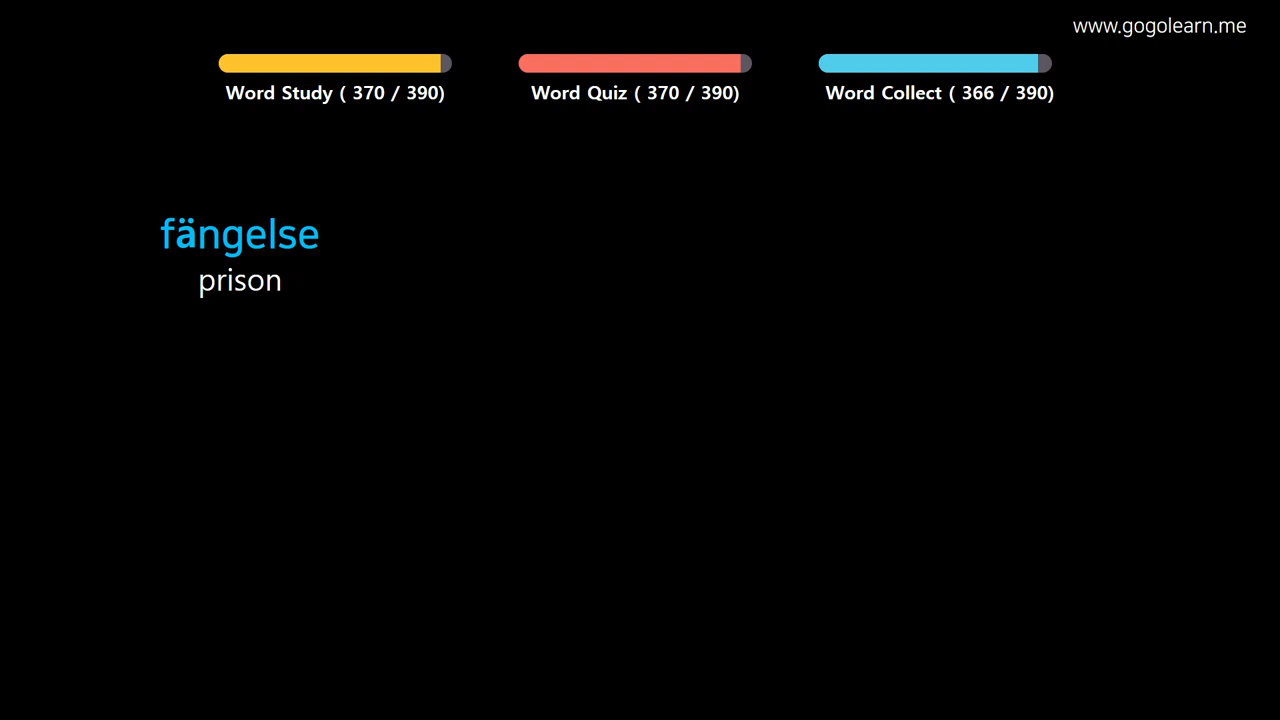 www.gogolearn.me
Word Study ( 370 / 390)
Word Quiz ( 370 / 390)
Word Collect ( 366 / 390)
fängelse
prison